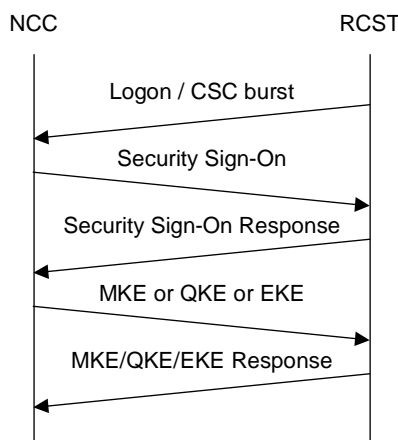 NCC RCST
Logon / CSC burst
Security Sign-On
Security Sign-On Response
MKE or QKE or EKE
MKE/QKE/EKE Response